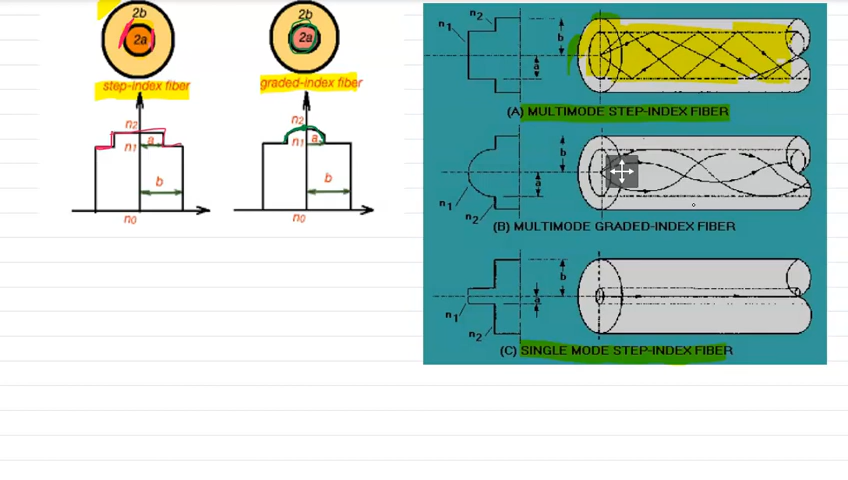 2b
2a
step-index fiber
n2
n1
a
b
n0
2b
2a
graded-index fiber
n2
n1
a
b
n0
n1
n2
b
a
(A) MULTIMODE STEP-INDEX FIBER
b
a
n1
n2
(B) MULTIMODE GRADED-INDEX FIBER
b
a
n1
n2
(C) SINGLE MODE STEP-INDEX FIBER